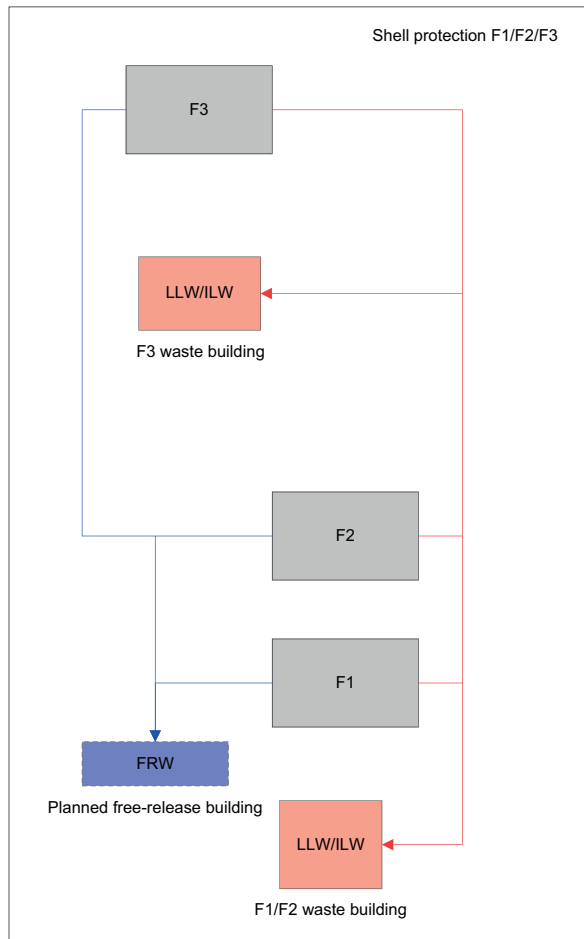 Shell protection F1/F2/F3
F3
LLW/ILW
F3 waste building
F2
F1
FRW
Planned free-release building
LLW/ILW
F1/F2 waste building